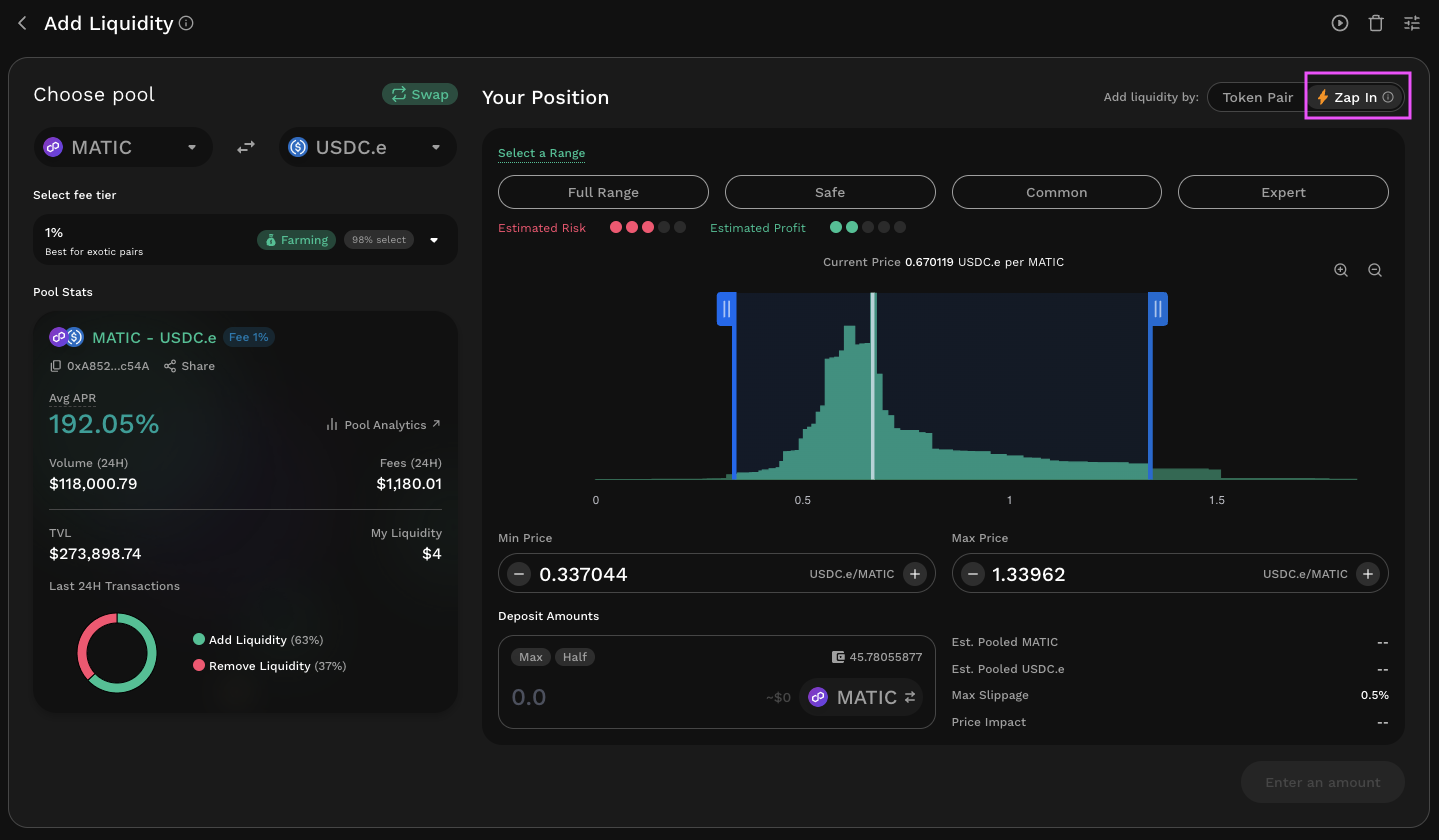 Add Liquidity
Choose pool
Swap
MATIC
USDC.e
Select fee tier
1%
Best for exotic pairs
Farming
98% select
Pool Stats
MATIC - USDC.e
Fee 1%
0xA852...c54A
Share
Avg APR
192.05%
Pool Analytics ↗
Volume (24H)
Fees (24H)
$118,000.79
$1,180.01
TVL
My Liquidity
$273,898.74
$4
Last 24H Transactions
Add Liquidity (63%)
Remove Liquidity (37%)
Your Position
Add liquidity by:
Token Pair
Zap In
Select a Range
Full Range
Safe
Common
Expert
Estimated Risk
Estimated Profit
Current Price 0.670119 USDC.e per MATIC
0
0.5
1
1.5
Min Price
Max Price
0.337044
USDC.e/MATIC
1.33962
USDC.e/MATIC
Deposit Amounts
Max
Half
45.78055877
0.0
~$0
MATIC
Est. Pooled MATIC
--
Est. Pooled USDC.e
--
Max Slippage
0.5%
Price Impact
--
Enter an amount